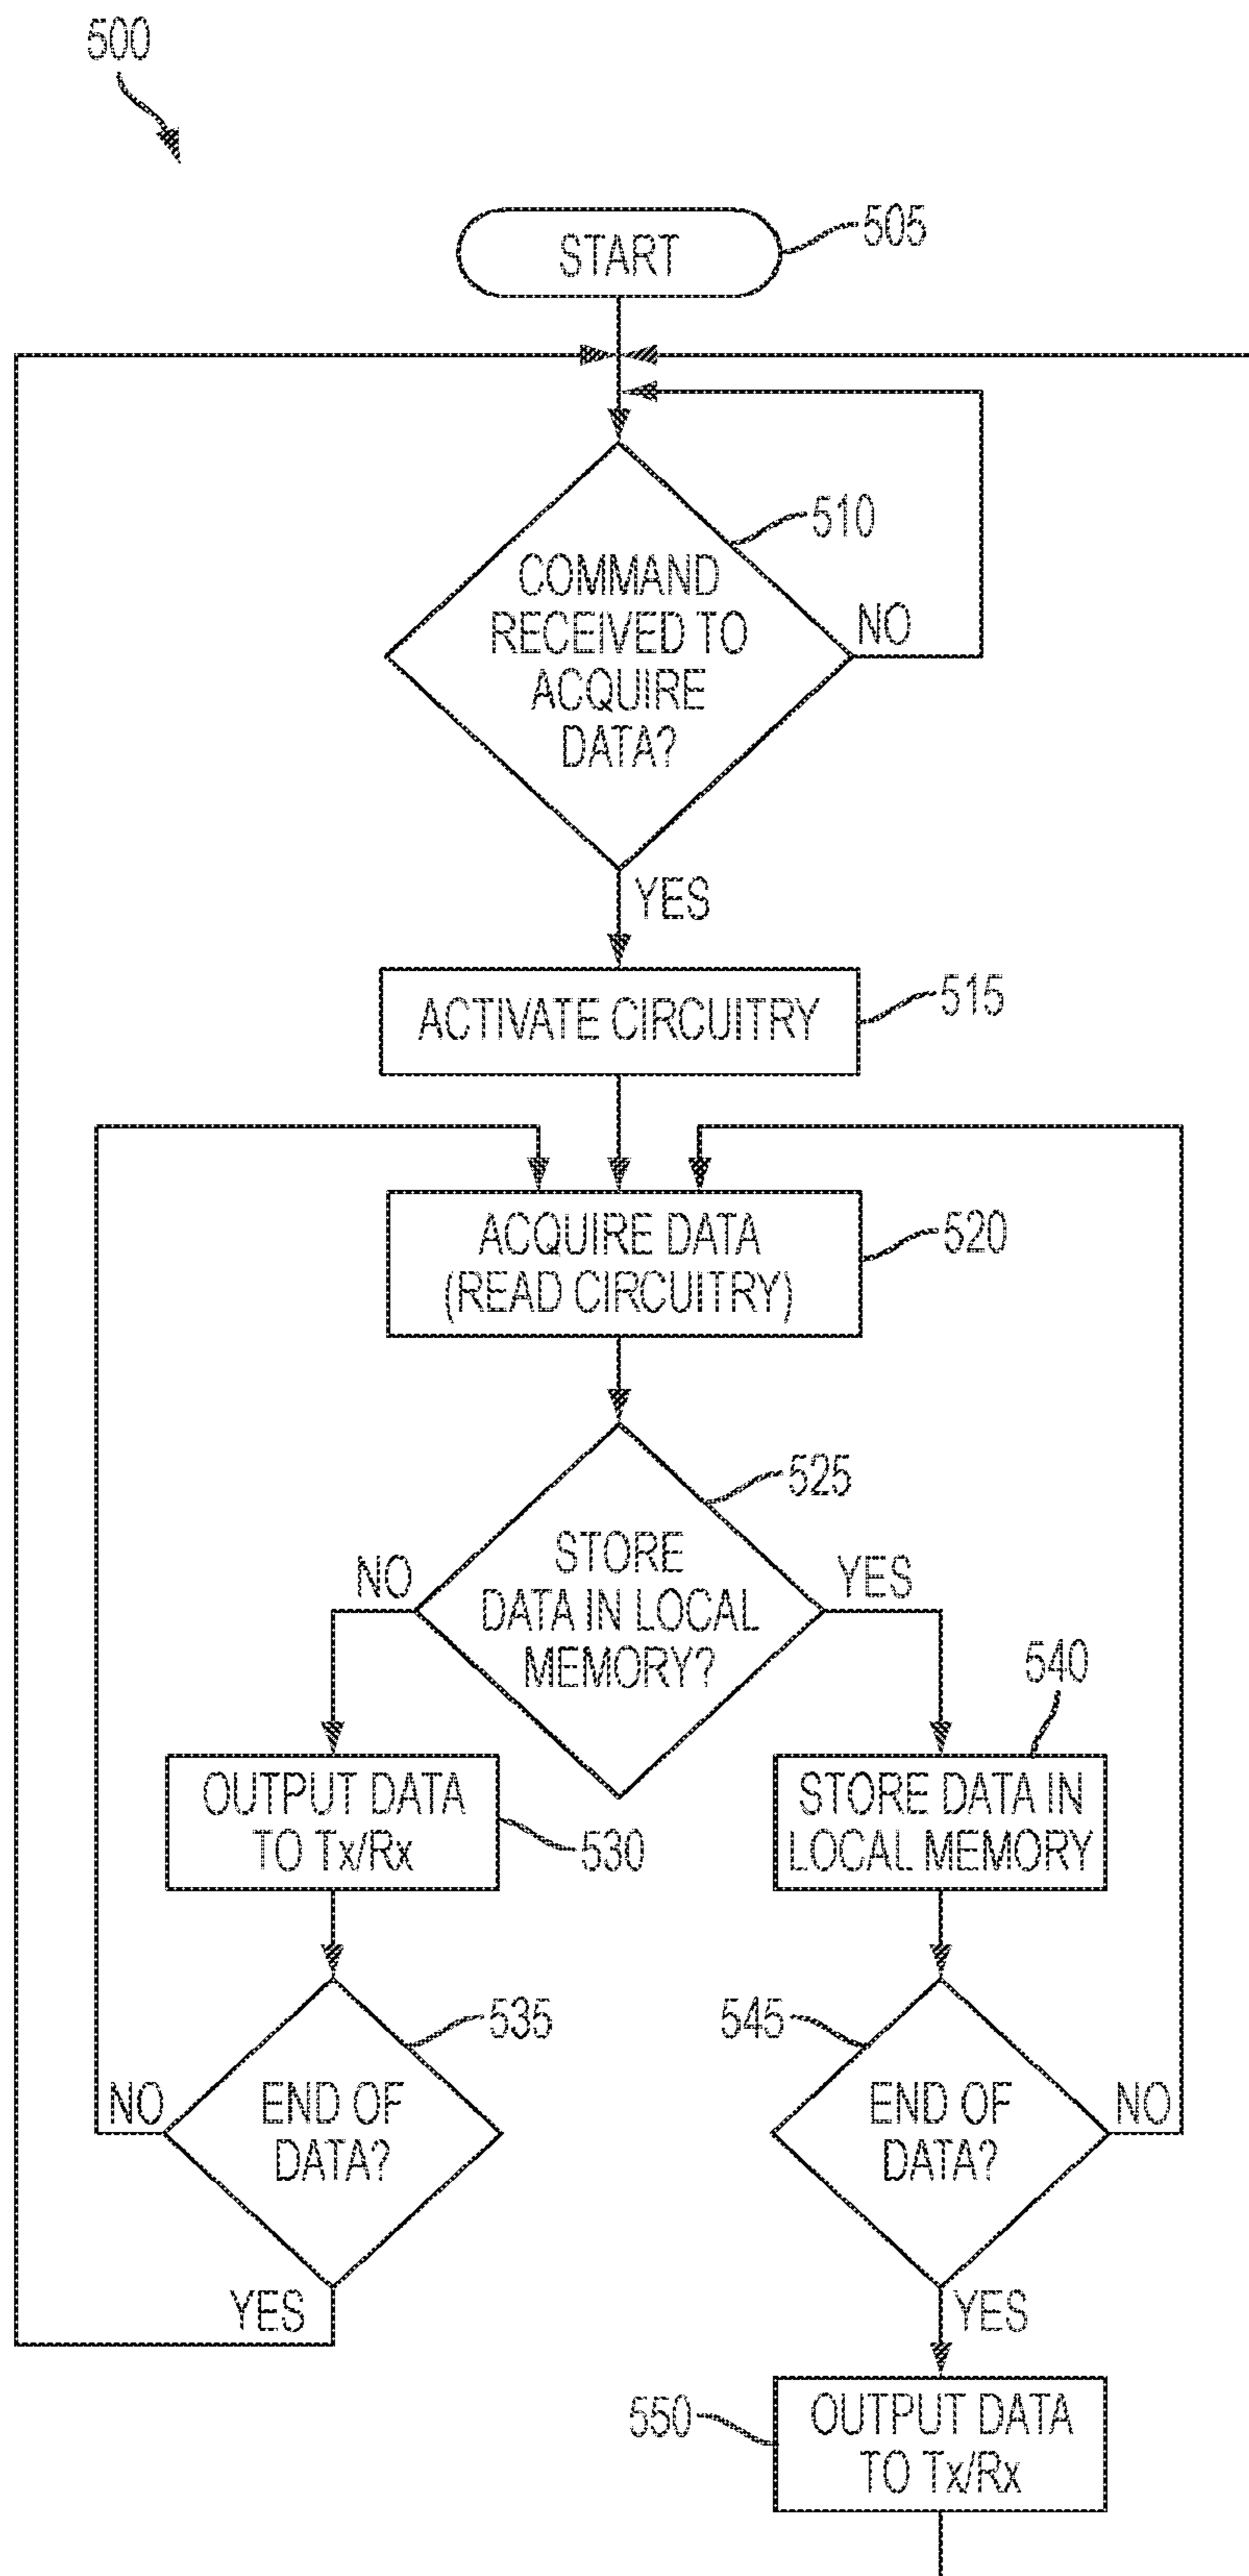 500
START
505
510
COMMAND
RECEIVED TO
ACQUIRE
DATA?
NO
YES
ACTIVATE CIRCUITRY
515
ACQUIRE DATA
(READ CIRCUITRY)
520
525
STORE
DATA IN LOCAL
MEMORY?
NO
YES
540
OUTPUT DATA
TO Tx/Rx
530
STORE DATA IN
LOCAL MEMORY
535
545
NO
END OF
DATA?
END OF
DATA?
NO
YES
YES
550
OUTPUT DATA
TO Tx/Rx